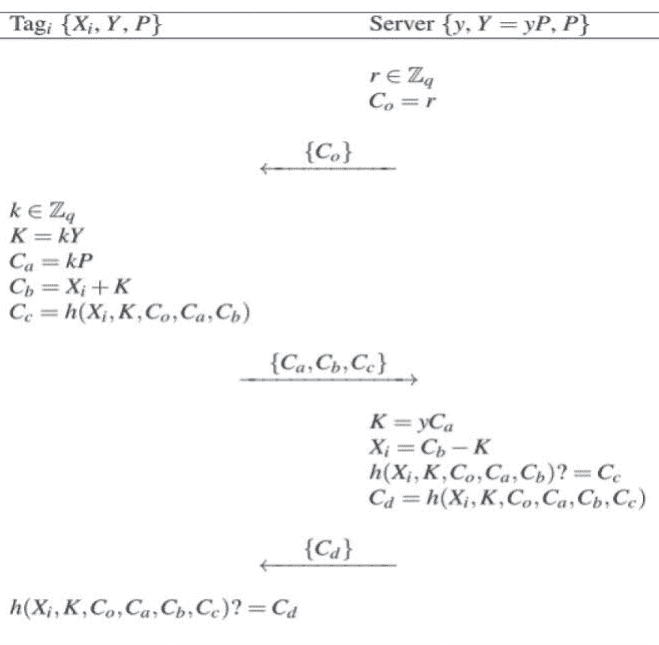 Tagᵢ {Xᵢ, Y, P} Server {y, Y = yP, P}
r ∈ ℤ_q
C_o = r
{C_o}
k ∈ ℤ_q
K = kY
C_a = kP
C_b = X_i + K
C_c = h(X_i, K, C_o, C_a, C_b)
{C_a, C_b, C_c}
K = yC_a
X_i = C_b − K
h(X_i, K, C_o, C_a, C_b)? = C_c
C_d = h(X_i, K, C_o, C_a, C_b, C_c)
{C_d}
h(X_i, K, C_o, C_a, C_b, C_c)? = C_d